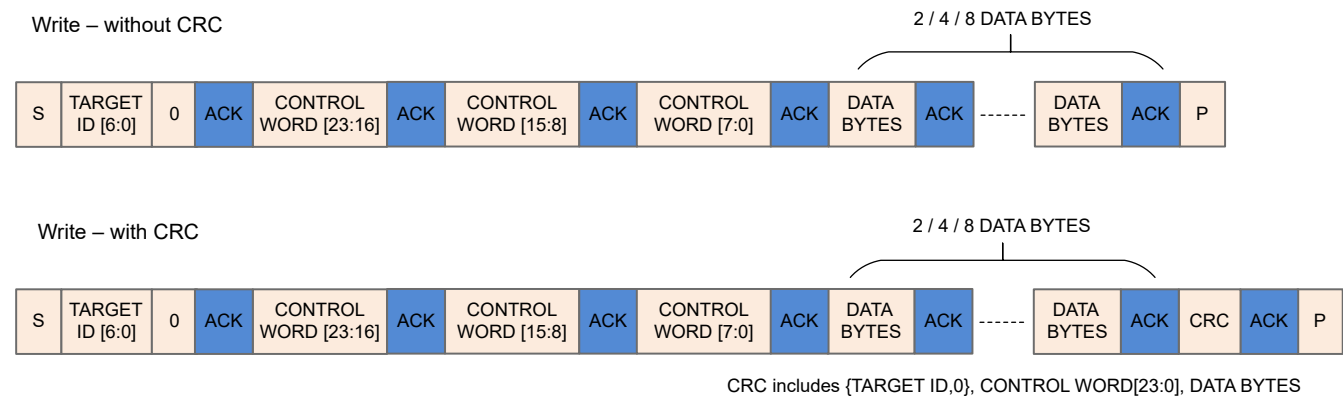 Write – without CRC
2 / 4 / 8 DATA BYTES
S TARGET ID [6:0] 0 ACK CONTROL WORD [23:16] ACK CONTROL WORD [15:8] ACK CONTROL WORD [7:0] ACK DATA BYTES ACK ------ DATA BYTES ACK P
Write – with CRC
2 / 4 / 8 DATA BYTES
S TARGET ID [6:0] 0 ACK CONTROL WORD [23:16] ACK CONTROL WORD [15:8] ACK CONTROL WORD [7:0] ACK DATA BYTES ACK ------ DATA BYTES ACK CRC ACK P
CRC includes {TARGET ID,0}, CONTROL WORD[23:0], DATA BYTES